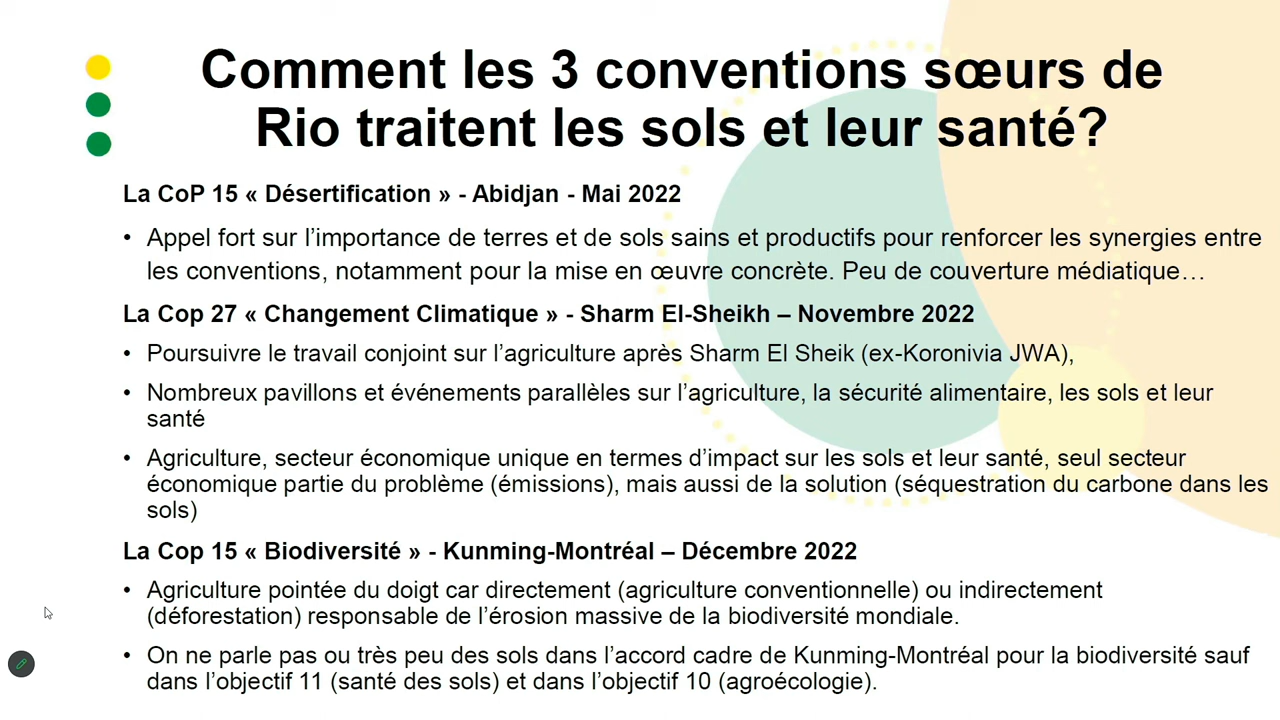 Comment les 3 conventions sœurs de
Rio traitent les sols et leur santé?
La CoP 15 « Désertification » - Abidjan - Mai 2022
• Appel fort sur l’importance de terres et de sols sains et productifs pour renforcer les synergies entre
les conventions, notamment pour la mise en œuvre concrète. Peu de couverture médiatique…
La Cop 27 « Changement Climatique » - Sharm El-Sheikh – Novembre 2022
• Poursuivre le travail conjoint sur l’agriculture après Sharm El Sheik (ex-Koronivia JWA),
• Nombreux pavillons et événements parallèles sur l’agriculture, la sécurité alimentaire, les sols et leur
santé
• Agriculture, secteur économique unique en termes d’impact sur les sols et leur santé, seul secteur
économique partie du problème (émissions), mais aussi de la solution (séquestration du carbone dans les
sols)
La Cop 15 « Biodiversité » - Kunming-Montréal – Décembre 2022
• Agriculture pointée du doigt car directement (agriculture conventionnelle) ou indirectement
(déforestation) responsable de l’érosion massive de la biodiversité mondiale.
• On ne parle pas ou très peu des sols dans l’accord cadre de Kunming-Montréal pour la biodiversité sauf
dans l’objectif 11 (santé des sols) et dans l’objectif 10 (agroécologie).